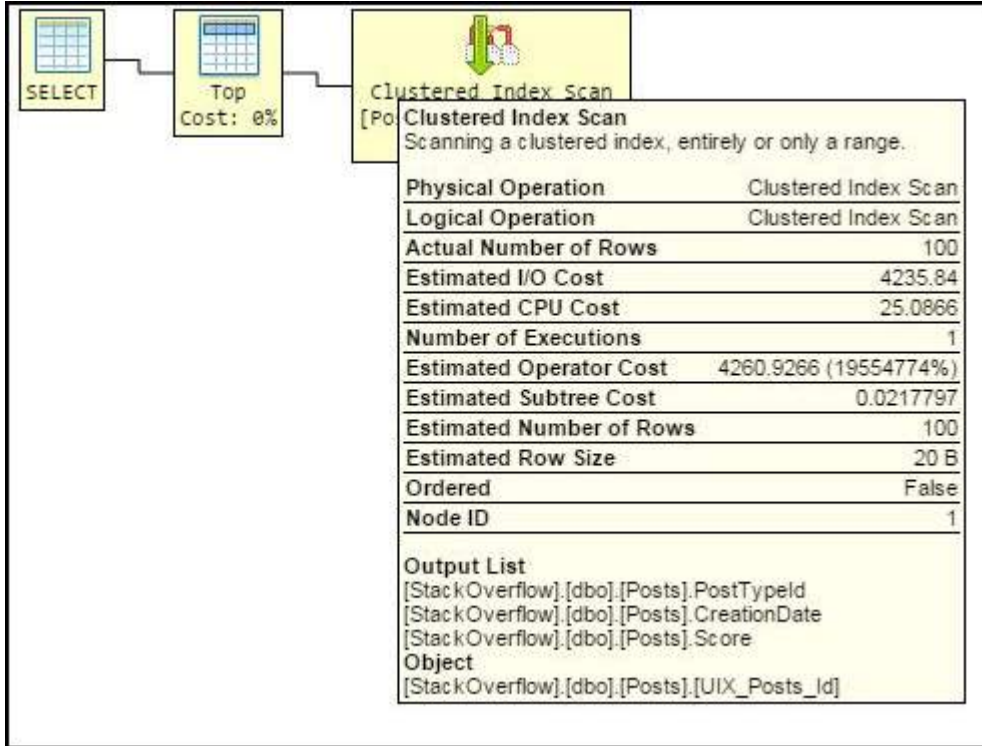 SELECT
Top
Cost: 0%
Clustered Index Scan
[Po
Clustered Index Scan
Scanning a clustered index, entirely or only a range.
Physical Operation Clustered Index Scan
Logical Operation Clustered Index Scan
Actual Number of Rows 100
Estimated I/O Cost 4235.84
Estimated CPU Cost 25.0866
Number of Executions 1
Estimated Operator Cost 4260.9266 (19554774%)
Estimated Subtree Cost 0.0217797
Estimated Number of Rows 100
Estimated Row Size 20 B
Ordered False
Node ID 1
Output List
[StackOverflow].[dbo].[Posts].PostTypeId
[StackOverflow].[dbo].[Posts].CreationDate
[StackOverflow].[dbo].[Posts].Score
Object
[StackOverflow].[dbo].[Posts].[UIX_Posts_Id]